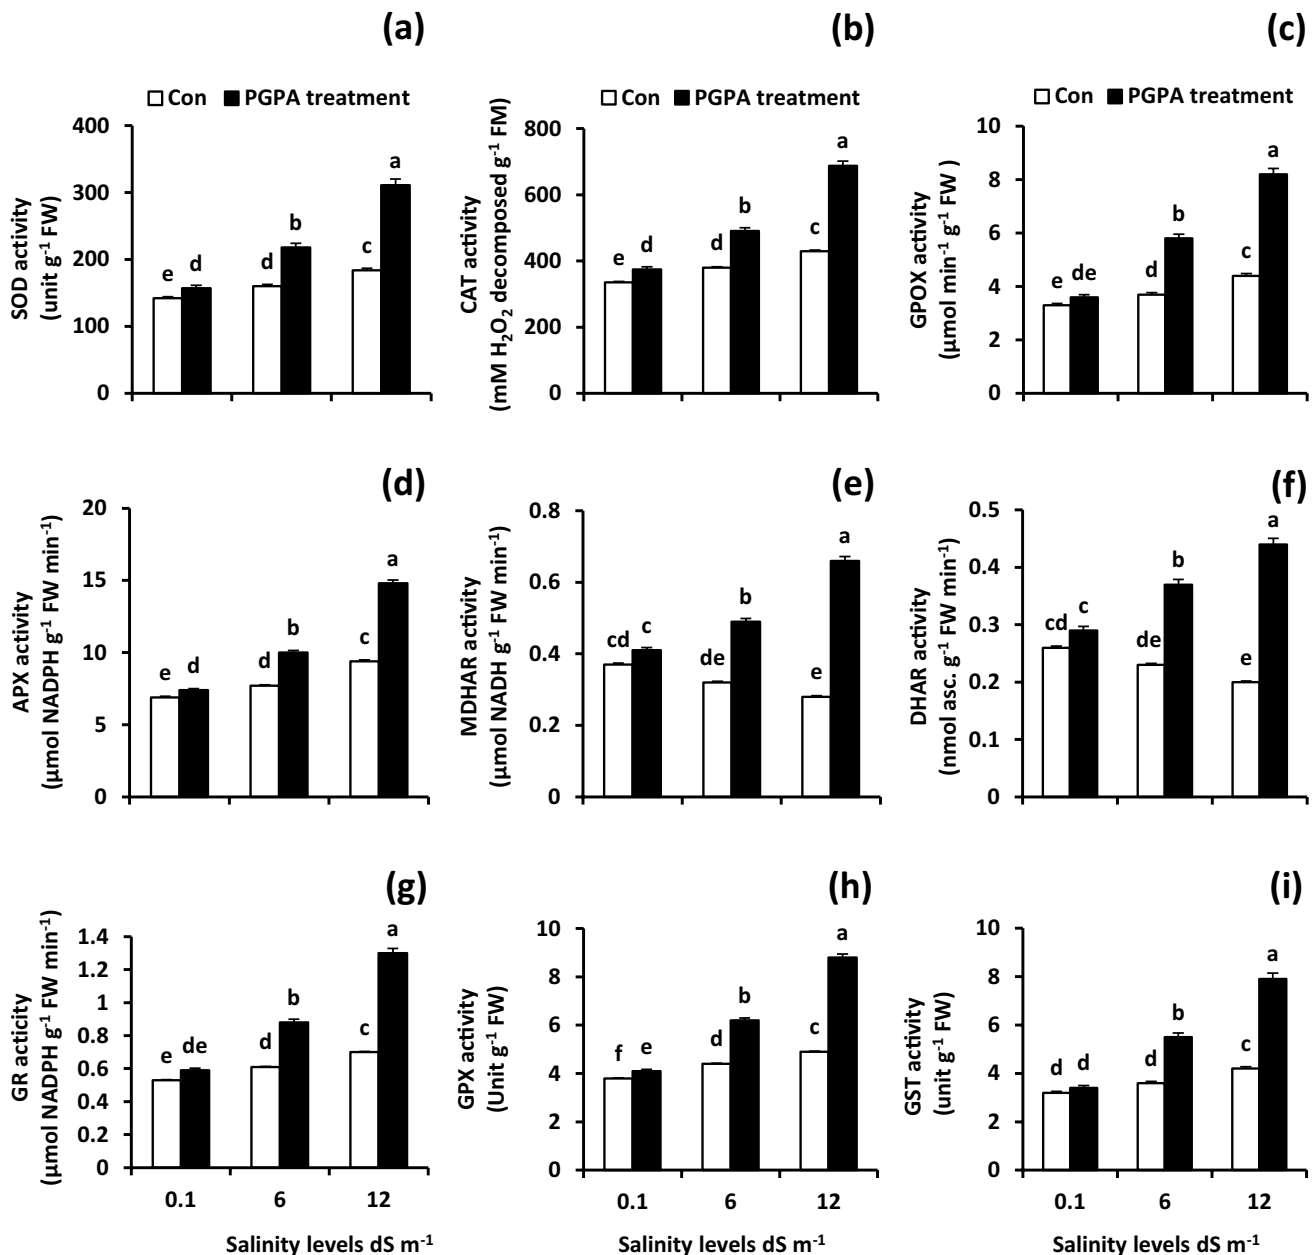 (a)
Con PGPA treatment
SOD activity
(unit g⁻¹ FW)
400
300
200
100
0
e d d b c a
(b)
Con PGPA treatment
CAT activity
(mM H₂O₂ decomposed g⁻¹ FM)
800
600
400
200
0
e d d b c a
(c)
Con PGPA treatment
GPOX activity
(μmol min⁻¹ g⁻¹ FW )
10
8
6
4
2
0
e de d b c a
(d)
APX activity
(μmol NADPH g⁻¹ FW min⁻¹)
20
15
10
5
0
e d d b c a
(e)
MDHAR activity
(μmol NADH g⁻¹ FW min⁻¹)
0.8
0.6
0.4
0.2
0
cd c de b e a
(f)
DHAR activity
(nmol asc. g⁻¹ FW min⁻¹)
0.5
0.4
0.3
0.2
0.1
0
cd c de b e a
(g)
GR acticity
(μmol NADPH g⁻¹ FW min⁻¹)
1.4
1.2
1
0.8
0.6
0.4
0.2
0
e de d b c a
0.1 6 12
Salinity levels dS m⁻¹
(h)
GPX activity
(Unit g⁻¹ FW)
10
8
6
4
2
0
f e d b c a
0.1 6 12
Salinity levels dS m⁻¹
(i)
GST activity
(unit g⁻¹ FW)
10
8
6
4
2
0
d d d b c a
0.1 6 12
Salinity levels dS m⁻¹